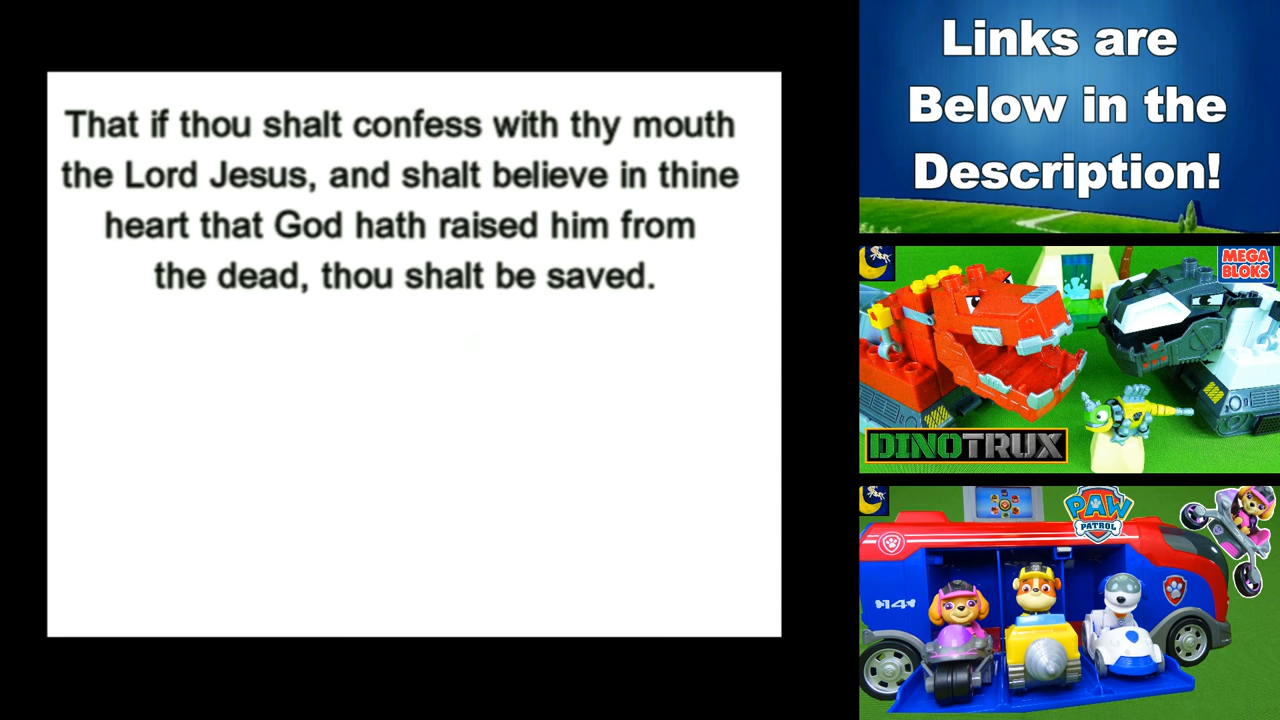 That if thou shalt confess with thy mouth
the Lord Jesus, and shalt believe in thine
heart that God hath raised him from
the dead, thou shalt be saved.
Links are
Below in the
Description!
MEGA
BLOKS
DINOTRUX
PAW
PATROL
14